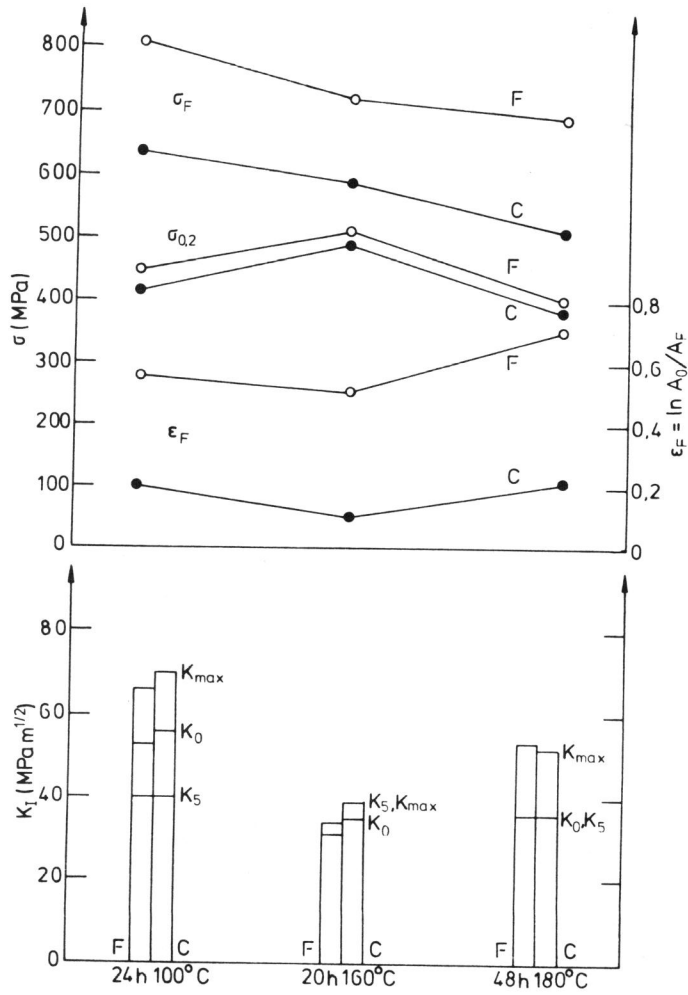 800
700
600
500
400
300
200
100
0
σ (MPa)
σF
σ0,2
εF
F
C
F
C
F
C
0,8
0,6
0,4
0,2
0
εF = ln A0/AF
80
60
40
20
0
KI (MPa m1/2)
Kmax
K0
K5
K5,Kmax
K0
Kmax
K0,K5
F C F C F C
24h 100°C 20h 160°C 48h 180°C